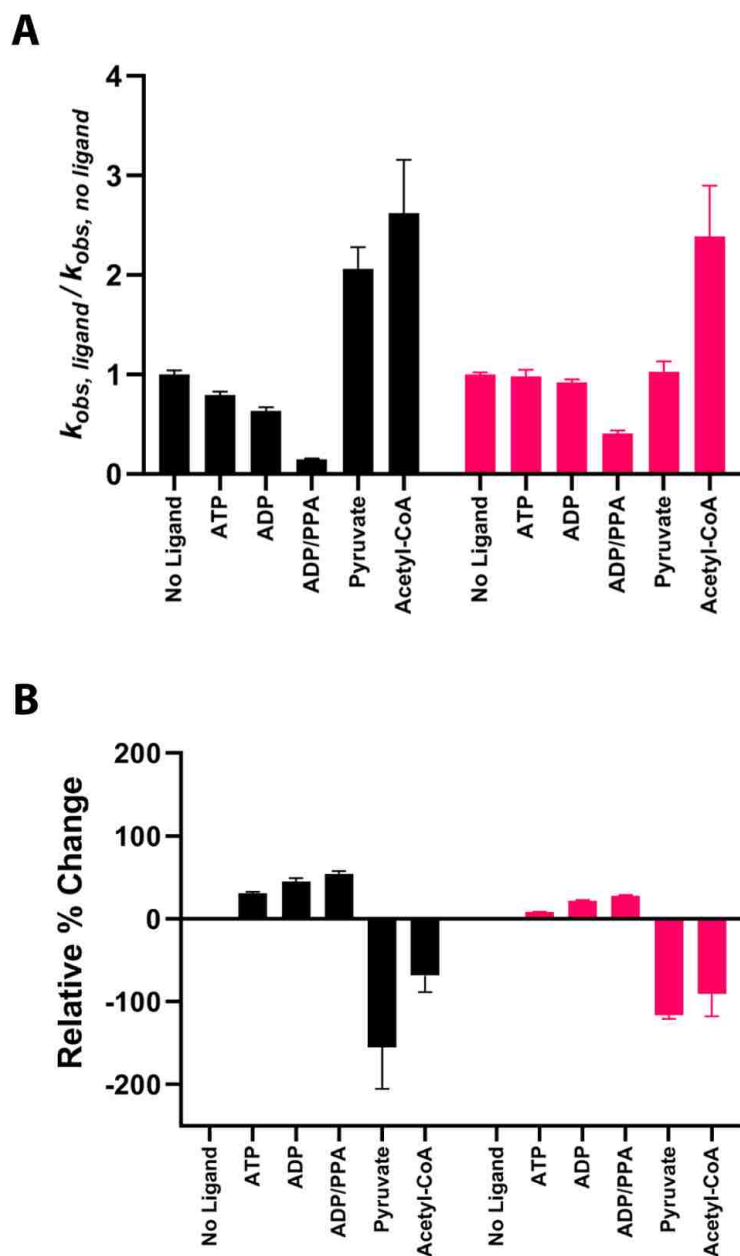 A
k_obs, ligand / k_obs, no ligand
4
3
2
1
0
No Ligand
ATP
ADP
ADP/PPA
Pyruvate
Acetyl-CoA
No Ligand
ATP
ADP
ADP/PPA
Pyruvate
Acetyl-CoA
B
Relative % Change
200
100
0
-100
-200
No Ligand
ATP
ADP
ADP/PPA
Pyruvate
Acetyl-CoA
No Ligand
ATP
ADP
ADP/PPA
Pyruvate
Acetyl-CoA